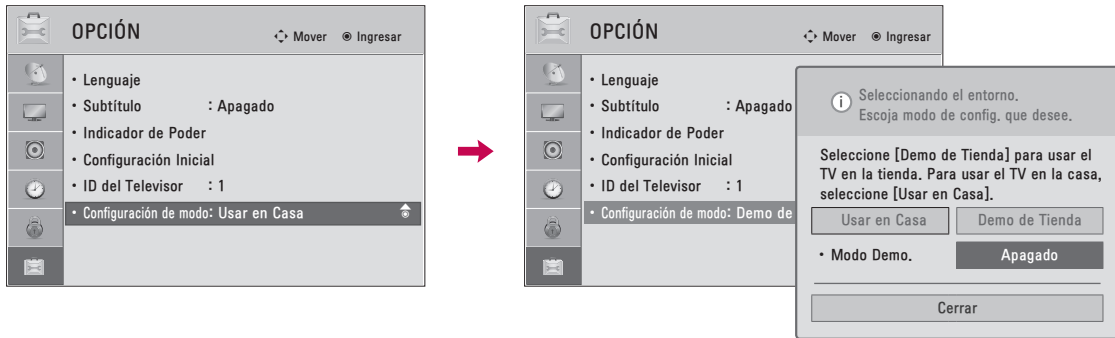 OPCIÓN
Mover Ingresar
• Lenguaje
• Subtítulo : Apagado
• Indicador de Poder
• Configuración Inicial
• ID del Televisor : 1
• Configuración de modo: Usar en Casa
OPCIÓN
Mover Ingresar
• Lenguaje
• Subtítulo : Apagado
• Indicador de Poder
• Configuración Inicial
• ID del Televisor : 1
• Configuración de modo: Demo de
i
Seleccionando el entorno.
Escoja modo de config. que desee.
Seleccione [Demo de Tienda] para usar el
TV en la tienda. Para usar el TV en la casa,
seleccione [Usar en Casa].
Usar en Casa Demo de Tienda
• Modo Demo. Apagado
Cerrar